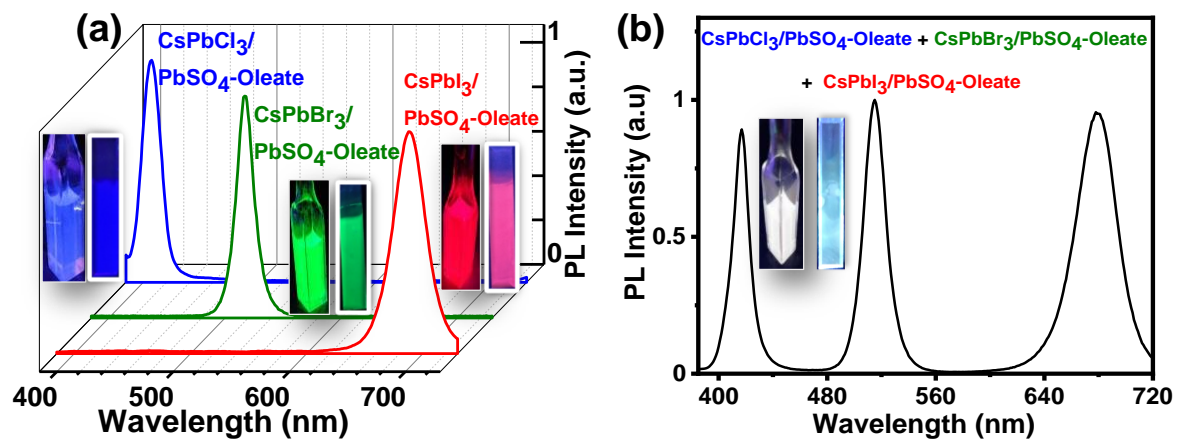 (a)
CsPbCl3/
PbSO4-Oleate
CsPbBr3/
PbSO4-Oleate
CsPbI3/
PbSO4-Oleate
1
0
PL Intensity (a.u.)
400 500 600 700
Wavelength (nm)
(b)
CsPbCl3/PbSO4-Oleate + CsPbBr3/PbSO4-Oleate
+ CsPbI3/PbSO4-Oleate
1
0.5
0
PL Intensity (a.u)
400 480 560 640 720
Wavelength (nm)